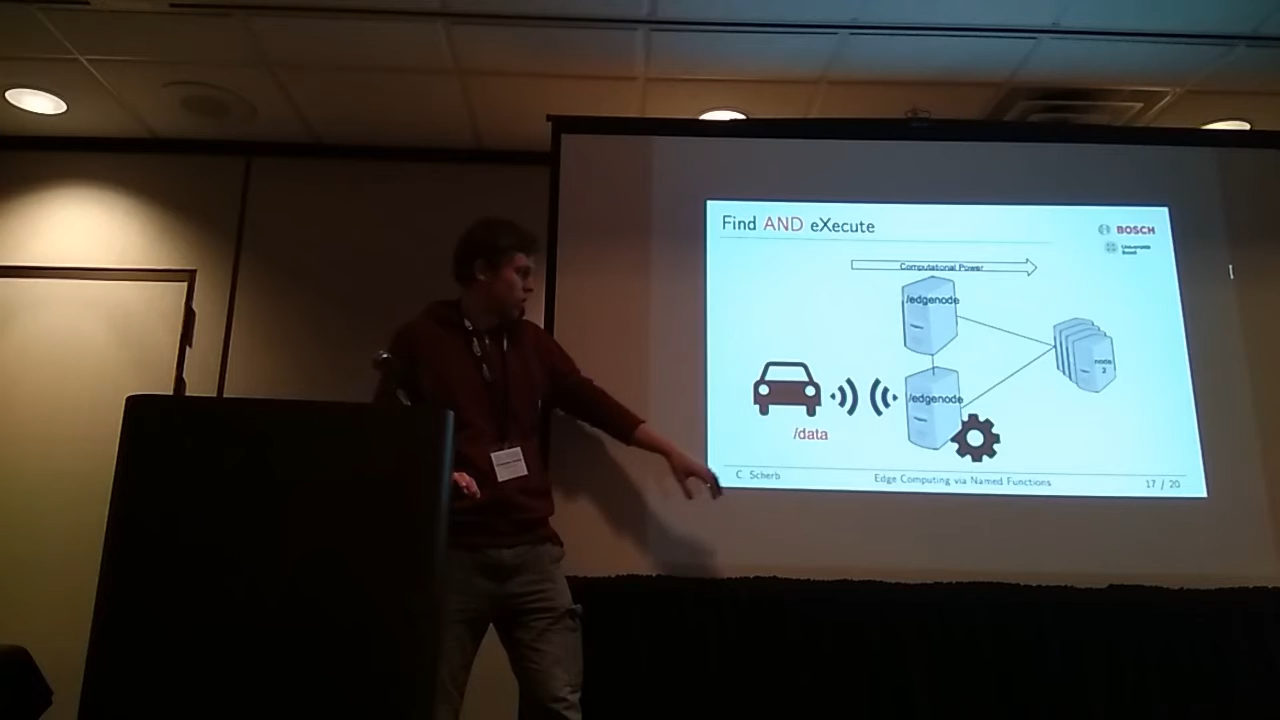 Find AND eXecute
BOSCH
Computational Power
/edgenode
node
2
/edgenode
/data
C. Scherb
Edge Computing via Named Functions
17 / 20